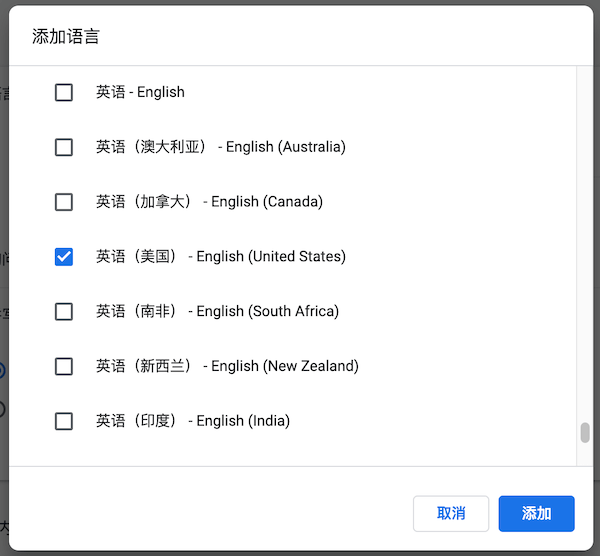 添加语言
英语 - English
英语（澳大利亚） - English (Australia)
英语（加拿大） - English (Canada)
英语（美国） - English (United States)
英语（南非） - English (South Africa)
英语（新西兰） - English (New Zealand)
英语（印度） - English (India)
取消 添加